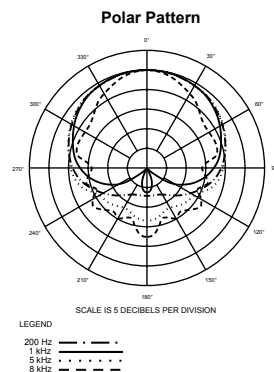 Polar Pattern
0°
330° 30°
300° 60°
270° 9
240° 120°
210° 150°
180°
SCALE IS 5 DECIBELS PER DIVISION
LEGEND
200 Hz
1 kHz
5 kHz
8 kHz